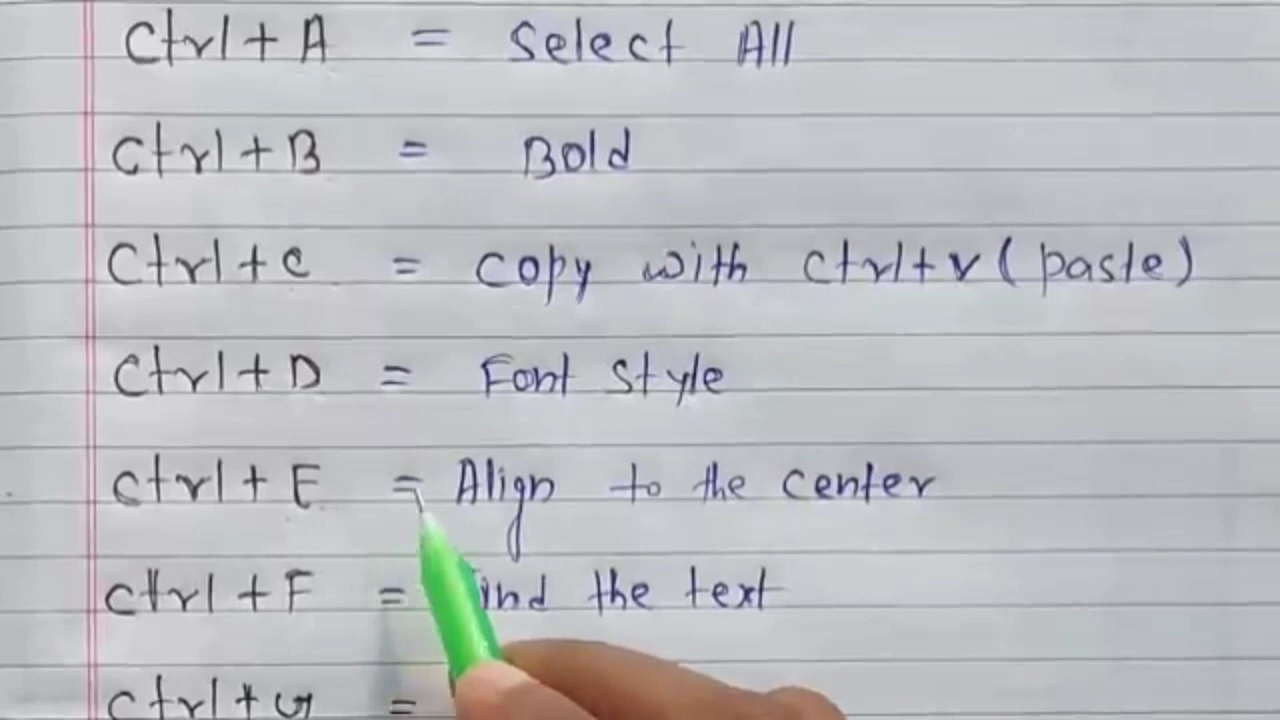 Ctrl + A = Select All
Ctrl + B = Bold
Ctrl + C = Copy with Ctrl+v (paste)
Ctrl + D = Font Style
Ctrl + E = Align to the center
Ctrl + F = ind the text
Ctrl + G =